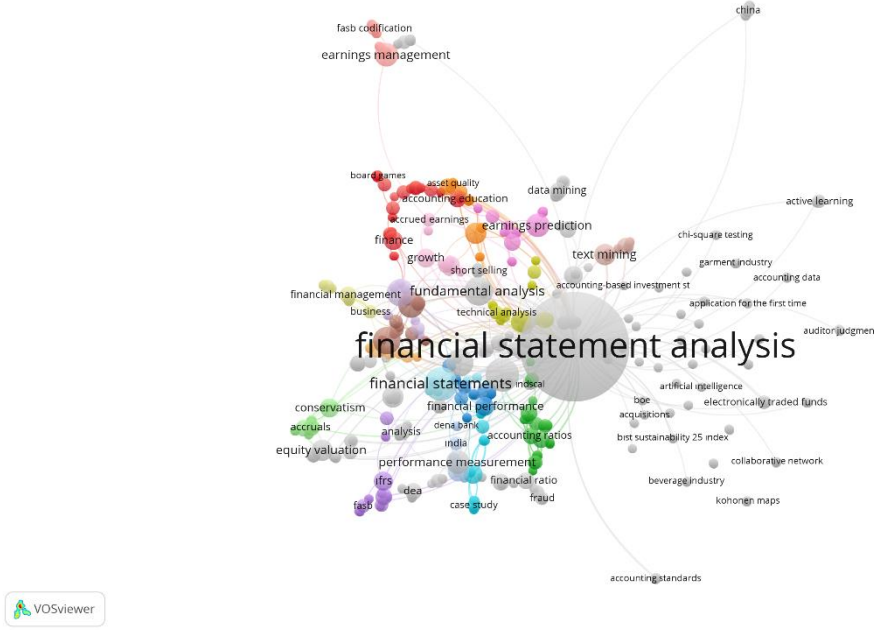 china
fasb codification
earnings management
board games
asset quality
data mining
accounting education
active learning
accrued earnings
earnings prediction
chi-square testing
finance
text mining
growth
garment industry
short selling
accounting data
accounting-based investment st
financial management
fundamental analysis
application for the first time
business
technical analysis
auditor judgmen
financial statement analysis
financial statements
indscal
artificial intelligence
boe
electronically traded funds
conservatism
financial performance
acquisitions
accruals
dena bank
analysis
accounting ratios
bist sustainability 25 index
india
equity valuation
performance measurement
collaborative network
ifrs
financial ratio
beverage industry
dea
fraud
kohonen maps
fasb
case study
accounting standards
VOSviewer